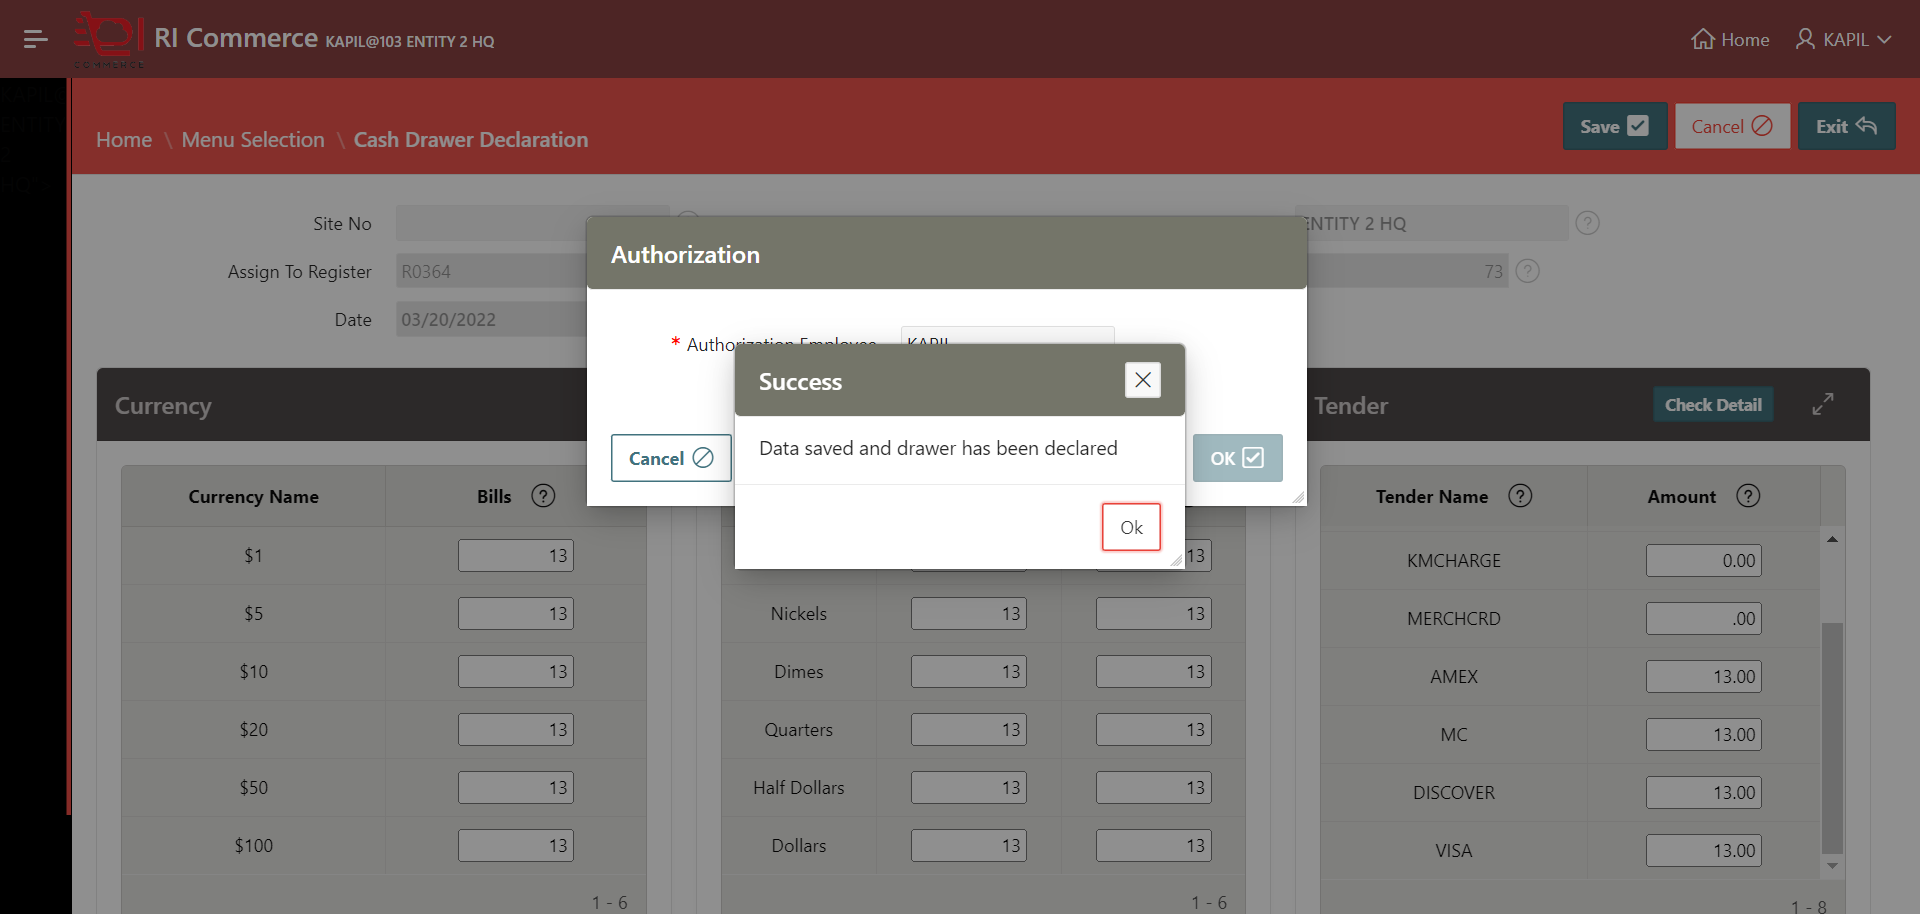 RI Commerce KAPIL@103 ENTITY 2 HQ
COMMERCE
Home
KAPIL
Home \ Menu Selection \ Cash Drawer Declaration
Save
Cancel
Exit
Site No
ENTITY 2 HQ
Assign To Register R0364
73
Date 03/20/2022
Authorization
* Authorization Employee KAPIL
Cancel
OK
Success
Data saved and drawer has been declared
Ok
Currency
Currency Name Bills
$1 13
$5 13
$10 13
$20 13
$50 13
$100 13
1 - 6
13
Nickels 13 13
Dimes 13 13
Quarters 13 13
Half Dollars 13 13
Dollars 13 13
1 - 6
Tender
Check Detail
Tender Name Amount
KMCHARGE 0.00
MERCHCRD .00
AMEX 13.00
MC 13.00
DISCOVER 13.00
VISA 13.00
1 - 8